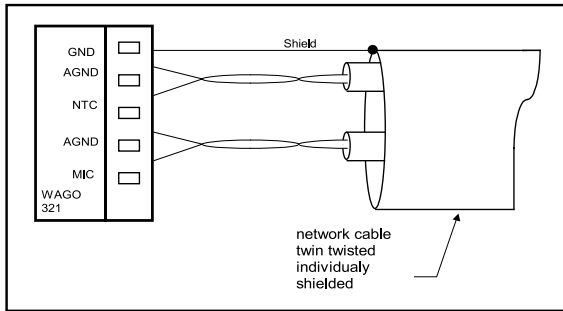 GND
AGND
NTC
AGND
MIC
WAGO
321
Shield
network cable
twin twisted
individualy
shielded